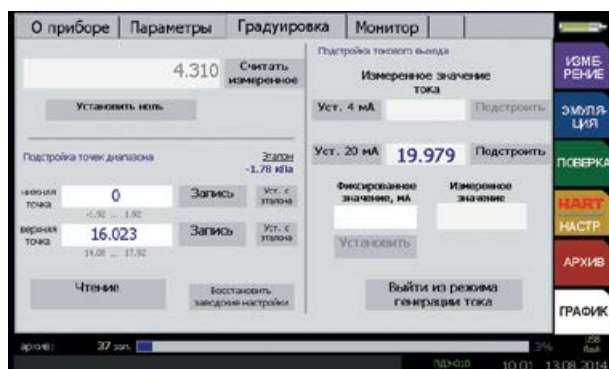 О приборе Параметры Градуировка Монитор
4.310 Считать измеренное
Установить ноль
Подстройка точек диапазона
Эталон
-1.78 кПа
нижняя точка 0 Запись Уст. с эталона
-1.92 ... 1.92
верхняя точка 16.023 Запись Уст. с эталона
14.08 ... 17.92
Чтение Восстановить заводские настройки
Подстройка токового выхода
Измеренное значение тока
Уст. 4 мА Подстроить
Уст. 20 мА 19.979 Подстроить
Фиксированное значение, мА
Измеренное значение
Установить
Выйти из режима генерации тока
ИЗМЕ-
РЕНИЕ
ЭМУЛЯ-
ЦИЯ
ПОВЕРКА
HART
НАСТР.
АРХИВ
ГРАФИК
архив: 37 зап. 3% USB flash
ПДЭ-010 10:01 13.08.2014